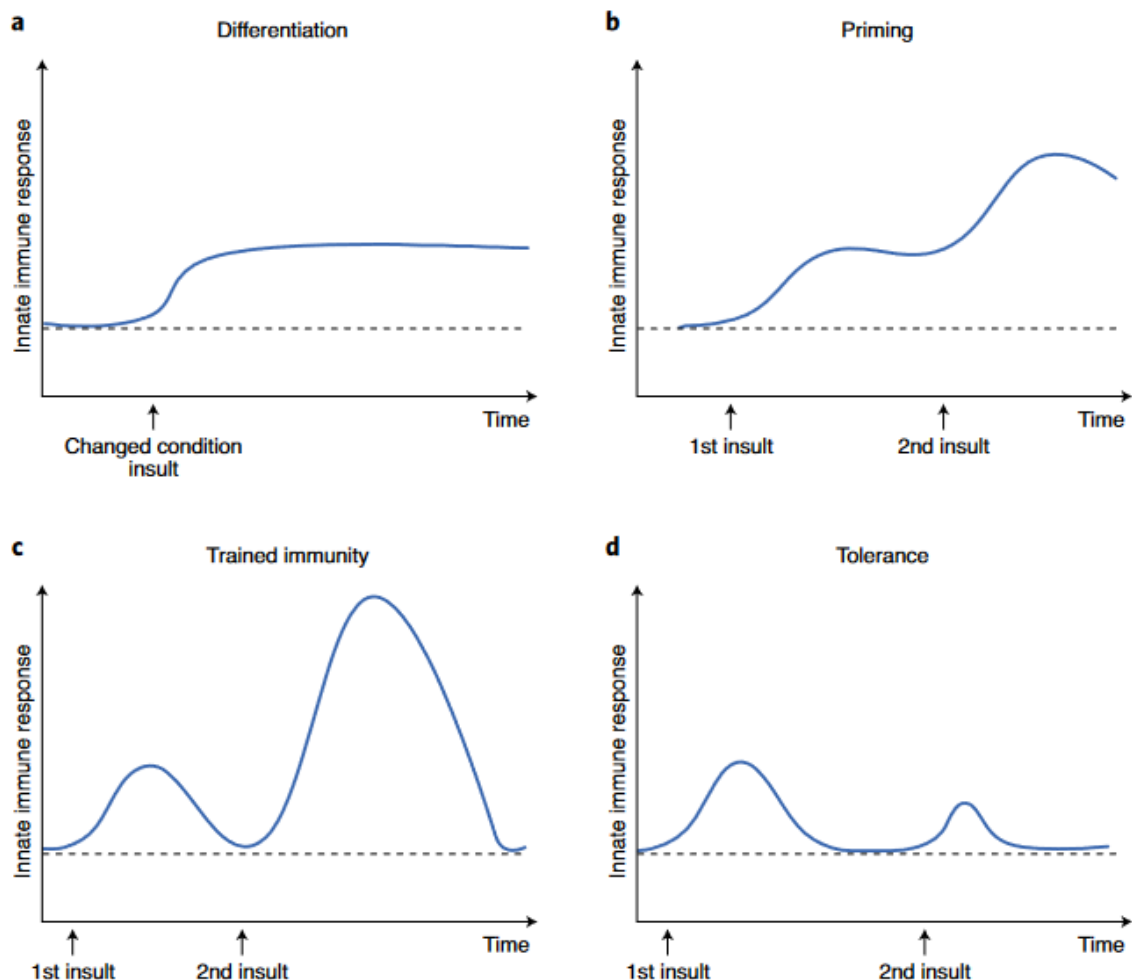 a
Differentiation
Innate immune response
Time
Changed condition
insult
b
Priming
Innate immune response
Time
1st insult
2nd insult
c
Trained immunity
Innate immune response
Time
1st insult
2nd insult
d
Tolerance
Innate immune response
Time
1st insult
2nd insult